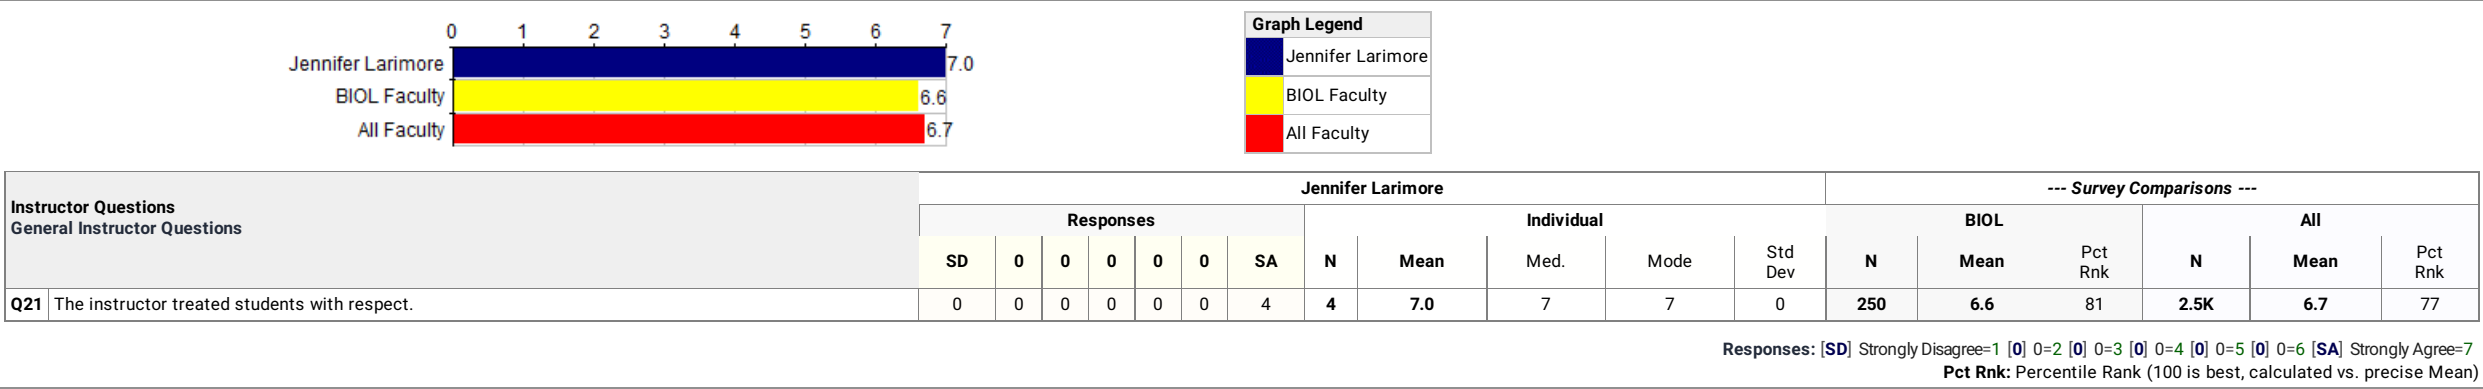 0 1 2 3 4 5 6 7
Jennifer Larimore 7.0
BIOL Faculty 6.6
All Faculty 6.7
Graph Legend
Jennifer Larimore
BIOL Faculty
All Faculty
Instructor Questions
General Instructor Questions
Jennifer Larimore --- Survey Comparisons ---
Responses Individual BIOL All
SD 0 0 0 0 0 SA N Mean Med. Mode Std Dev N Mean Pct Rnk N Mean Pct Rnk
Q21 The instructor treated students with respect. 0 0 0 0 0 0 4 4 7.0 7 7 0 250 6.6 81 2.5K 6.7 77
Responses: [SD] Strongly Disagree=1 [0] 0=2 [0] 0=3 [0] 0=4 [0] 0=5 [0] 0=6 [SA] Strongly Agree=7
Pct Rnk: Percentile Rank (100 is best, calculated vs. precise Mean)